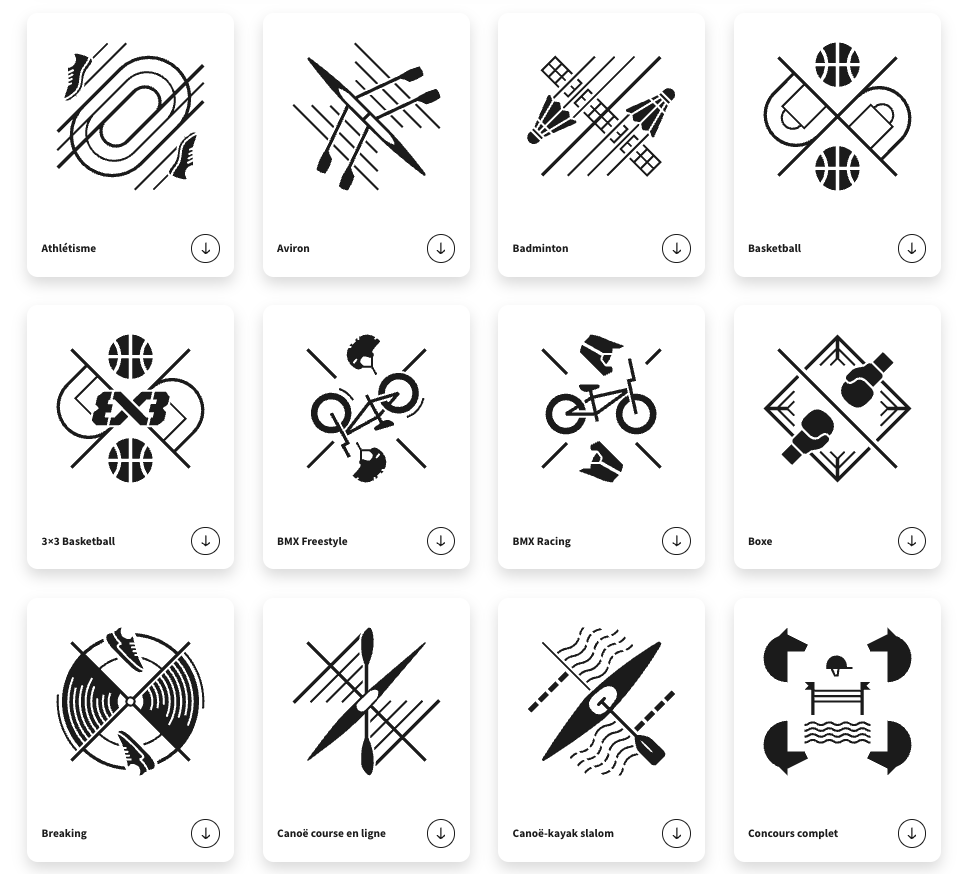 Athlétisme
Aviron
Badminton
Basketball
3X3
3×3 Basketball
BMX Freestyle
BMX Racing
Boxe
Breaking
Canoë course en ligne
Canoë-kayak slalom
Concours complet